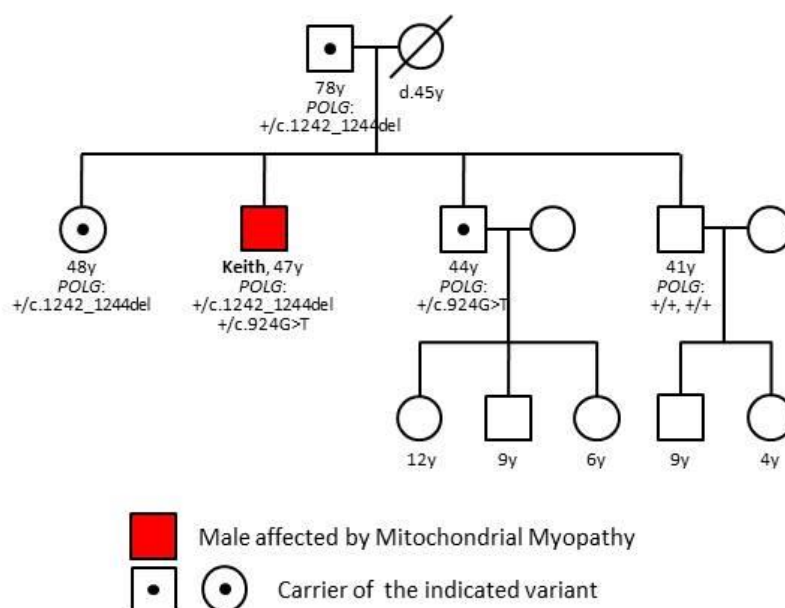 78y
d.45y
POLG:
+/c.1242_1244del
48y
POLG:
+/c.1242_1244del
Keith, 47y
POLG:
+/c.1242_1244del
+/c.924G>T
44y
POLG:
+/c.924G>T
41y
POLG:
+/+, +/+
12y
9y
6y
9y
4y
Male affected by Mitochondrial Myopathy
Carrier of the indicated variant